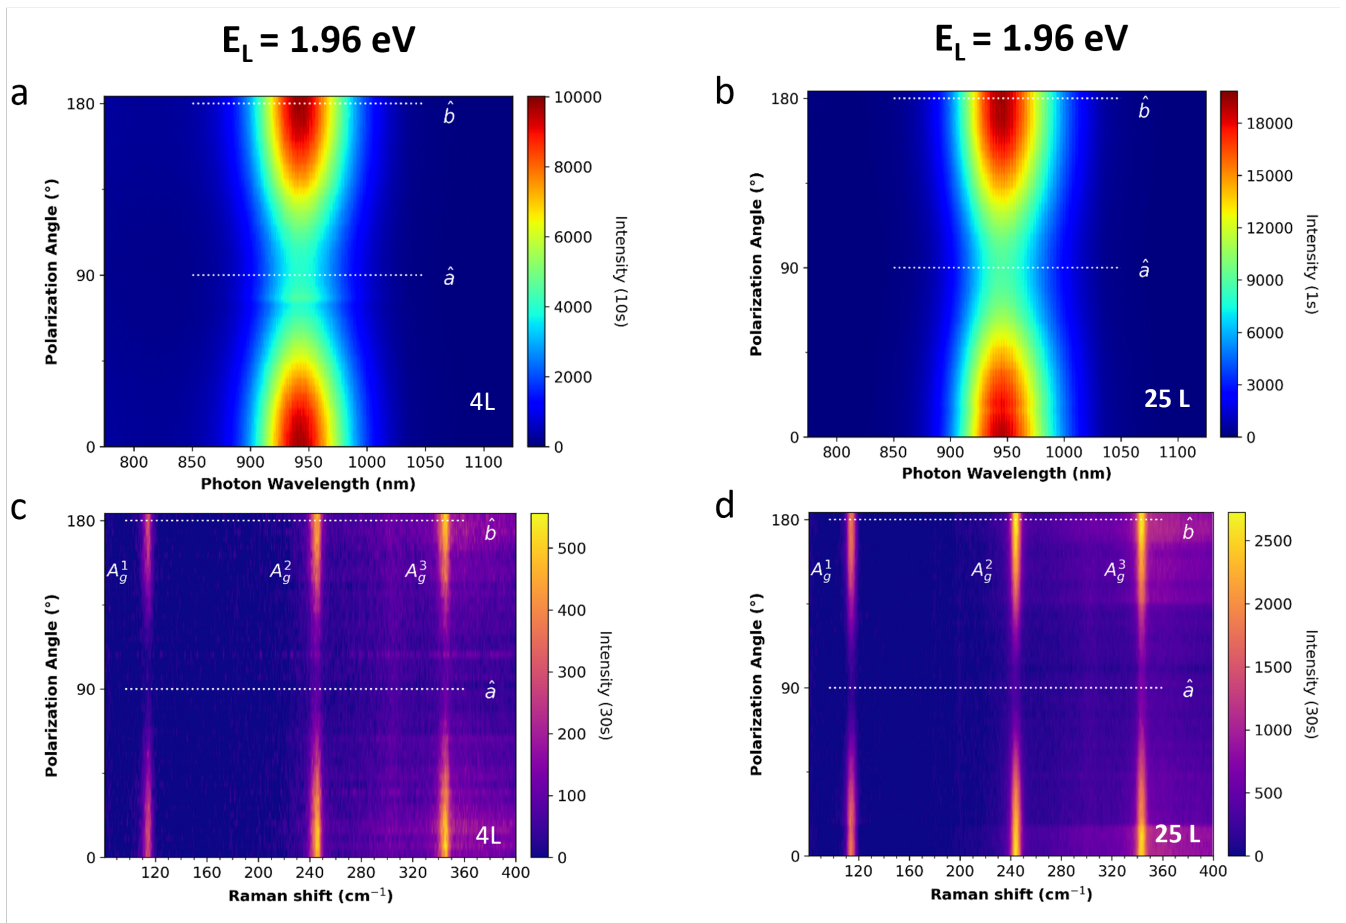 E_L = 1.96 eV
E_L = 1.96 eV
a
180
90
0
Polarization Angle (°)
b̂
â
4L
800 850 900 950 1000 1050 1100
Photon Wavelength (nm)
10000
8000
6000
4000
2000
0
Intensity (10s)
b
180
90
0
Polarization Angle (°)
b̂
â
25 L
800 850 900 950 1000 1050 1100
Photon Wavelength (nm)
18000
15000
12000
9000
6000
3000
0
Intensity (1s)
c
180
90
0
Polarization Angle (°)
b̂
A_g^1 A_g^2 A_g^3
â
4L
120 160 200 240 280 320 360 400
Raman shift (cm⁻¹)
500
400
300
200
100
0
Intensity (30s)
d
180
90
0
Polarization Angle (°)
b̂
A_g^1 A_g^2 A_g^3
â
25 L
120 160 200 240 280 320 360 400
Raman shift (cm⁻¹)
2500
2000
1500
1000
500
0
Intensity (30s)